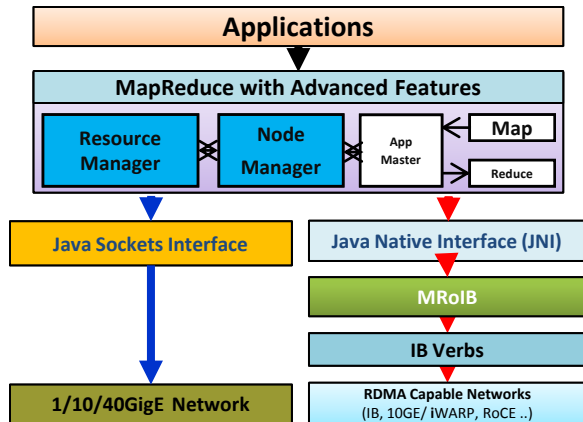 Applications
MapReduce with Advanced Features
Resource
Manager
Node
Manager
App
Master
Map
Reduce
Java Sockets Interface
Java Native Interface (JNI)
MRoIB
IB Verbs
1/10/40GigE Network
RDMA Capable Networks
(IB, 10GE/ iWARP, RoCE ..)